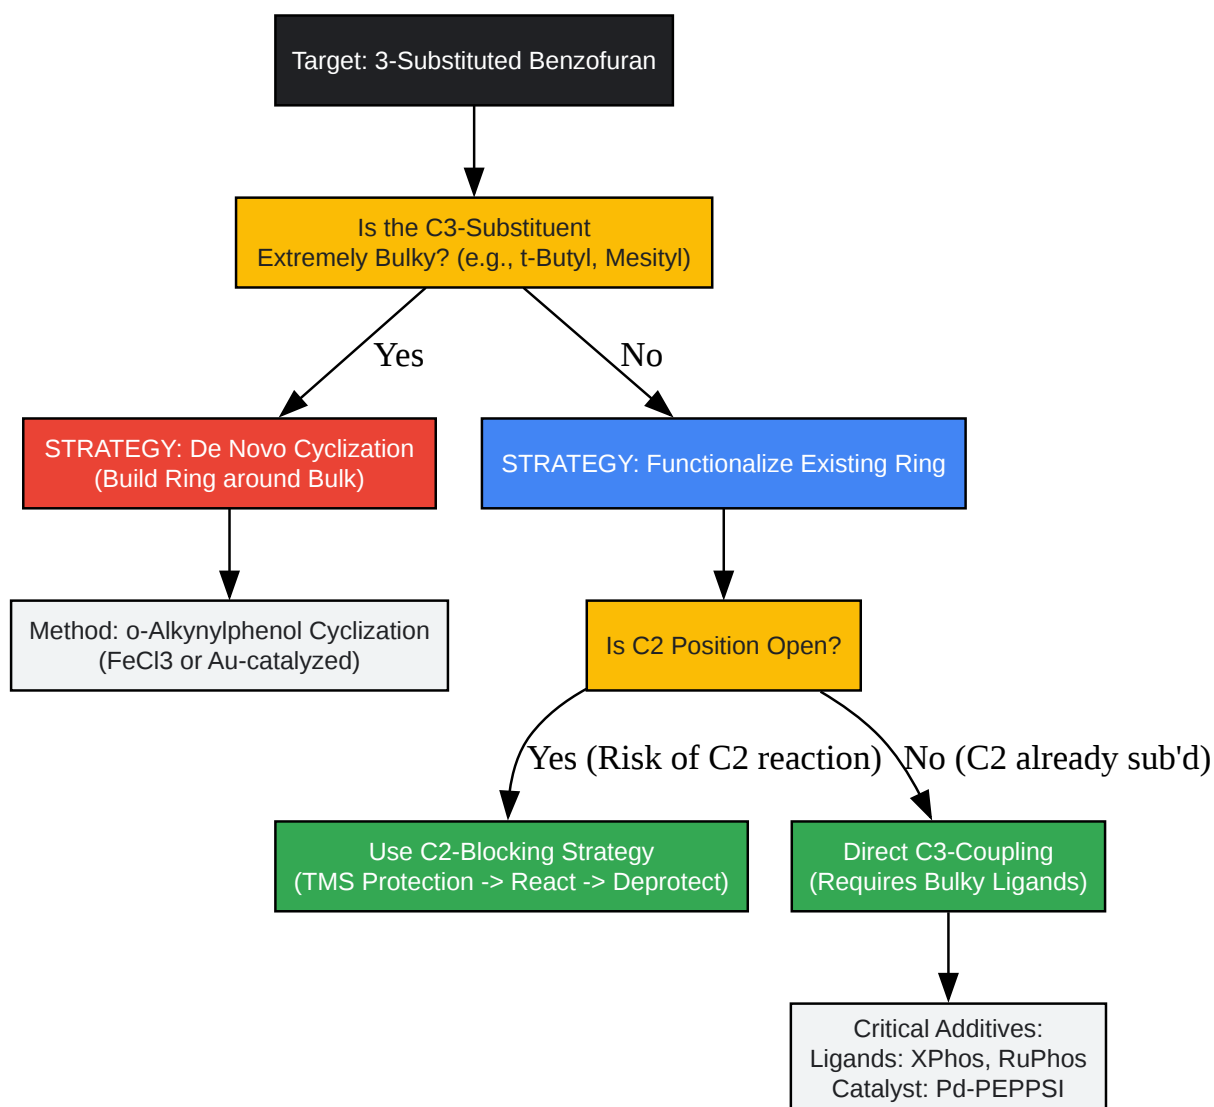 Target: 3-Substituted Benzofuran
Is the C3-Substituent
Extremely Bulky? (e.g., t-Butyl, Mesityl)
Yes
No
STRATEGY: De Novo Cyclization
(Build Ring around Bulk)
STRATEGY: Functionalize Existing Ring
Method: o-Alkynylphenol Cyclization
(FeCl3 or Au-catalyzed)
Is C2 Position Open?
Yes (Risk of C2 reaction)
No (C2 already sub'd)
Use C2-Blocking Strategy
(TMS Protection -> React -> Deprotect)
Direct C3-Coupling
(Requires Bulky Ligands)
Critical Additives:
Ligands: XPhos, RuPhos
Catalyst: Pd-PEPPSI